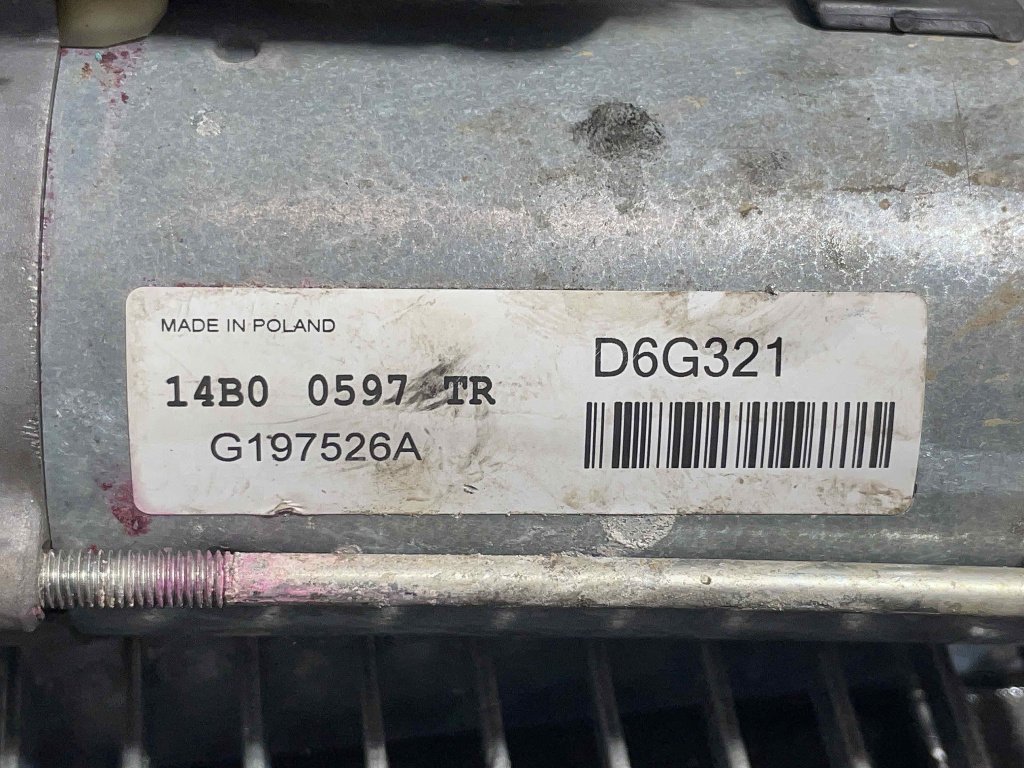 MADE IN POLAND
14B0 0597 TR
G197526A
D6G321